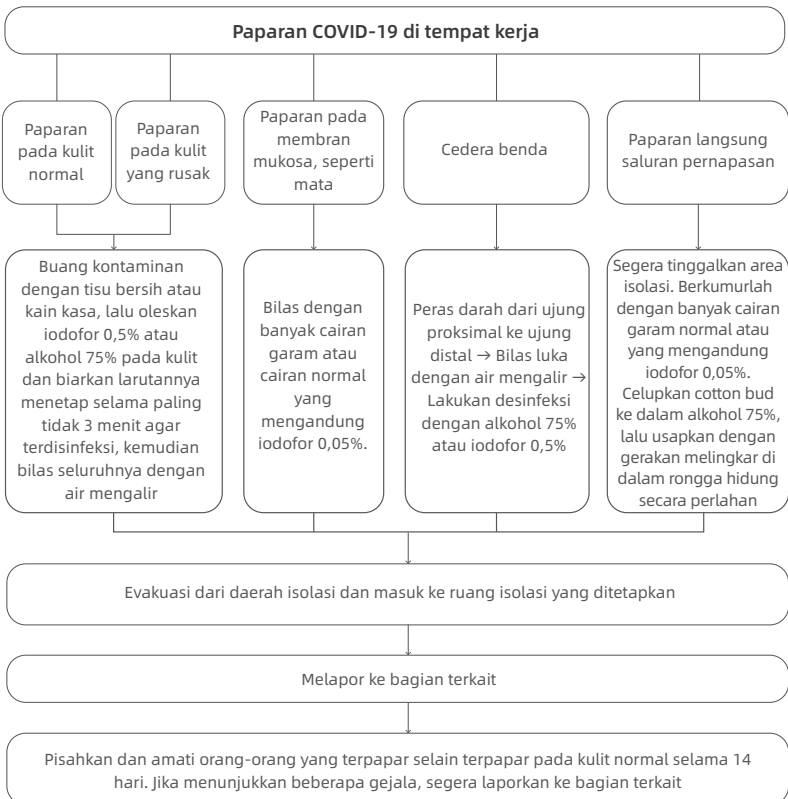 Paparan COVID-19 di tempat kerja
Paparan
pada kulit
normal
Paparan
pada kulit
yang rusak
Paparan pada
membran
mukosa, seperti
mata
Cedera benda
Paparan langsung
saluran pernapasan
Buang kontaminan
dengan tisu bersih atau
kain kasa, lalu oleskan
iodofor 0,5% atau
alkohol 75% pada kulit
dan biarkan larutannya
menetap selama paling
tidak 3 menit agar
terdisinfeksi, kemudian
bilas seluruhnya dengan
air mengalir
Bilas dengan
banyak cairan
garam atau
cairan normal
yang
mengandung
iodofor 0,05%.
Peras darah dari ujung
proksimal ke ujung
distal → Bilas luka
dengan air mengalir →
Lakukan desinfeksi
dengan alkohol 75%
atau iodofor 0,5%
Segera tinggalkan area
isolasi. Berkumurlah
dengan banyak cairan
garam normal atau
yang mengandung
iodofor 0,05%.
Celupkan cotton bud
ke dalam alkohol 75%,
lalu usapkan dengan
gerakan melingkar di
dalam rongga hidung
secara perlahan
Evakuasi dari daerah isolasi dan masuk ke ruang isolasi yang ditetapkan
Melapor ke bagian terkait
Pisahkan dan amati orang-orang yang terpapar selain terpapar pada kulit normal selama 14
hari. Jika menunjukkan beberapa gejala, segera laporkan ke bagian terkait